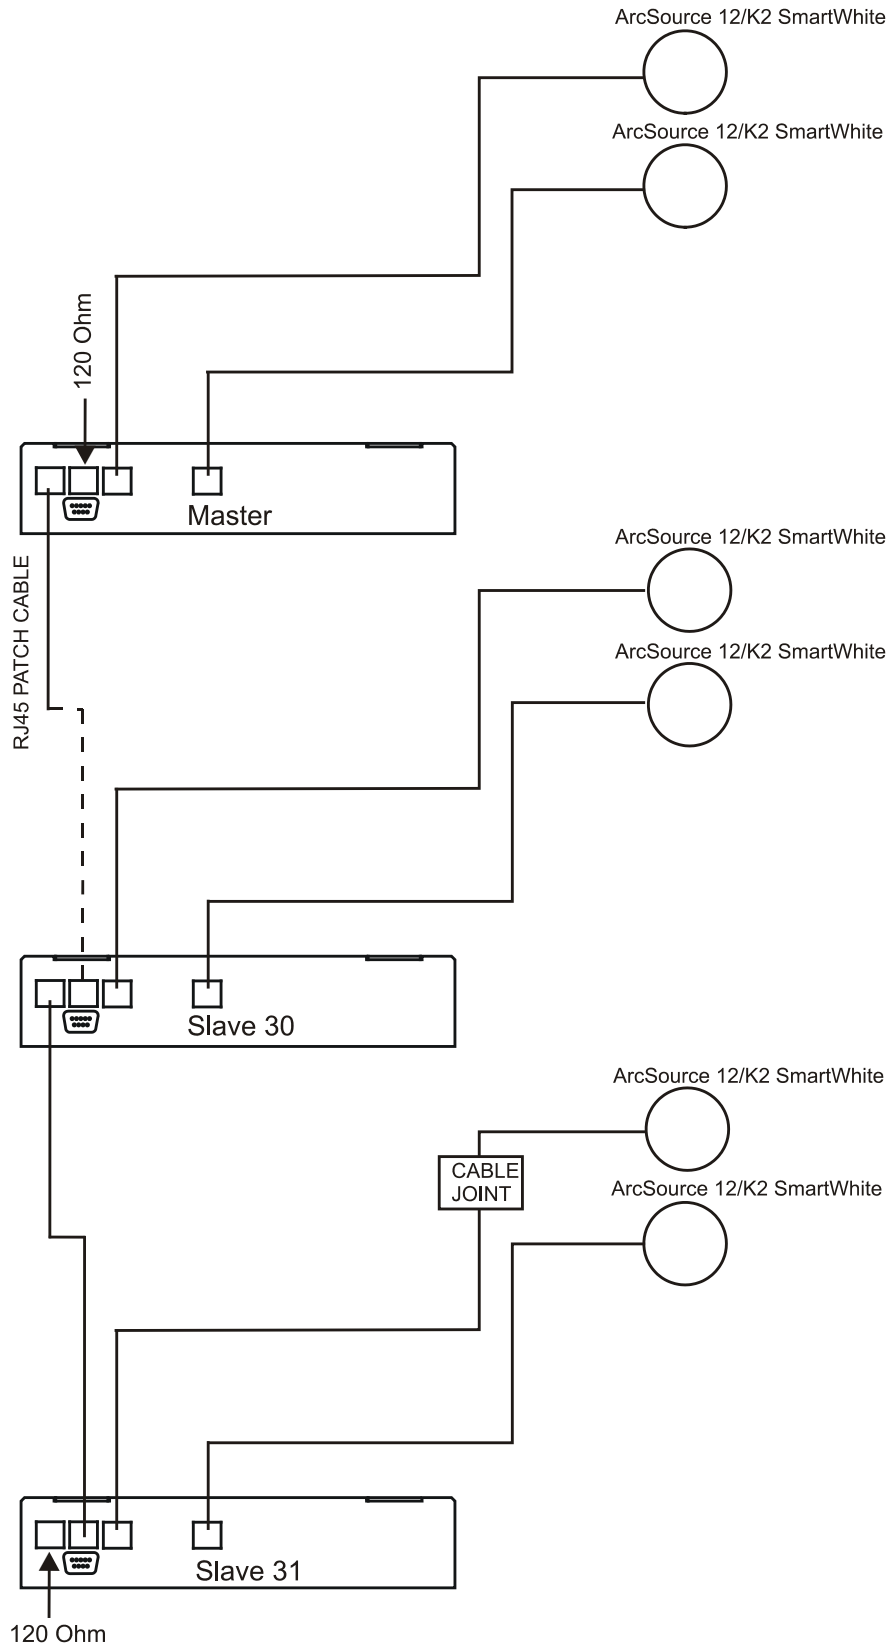 ArcSource 12/K2 SmartWhite
ArcSource 12/K2 SmartWhite
120 Ohm
Master
RJ45 PATCH CABLE
ArcSource 12/K2 SmartWhite
ArcSource 12/K2 SmartWhite
Slave 30
ArcSource 12/K2 SmartWhite
CABLE
JOINT
ArcSource 12/K2 SmartWhite
Slave 31
120 Ohm